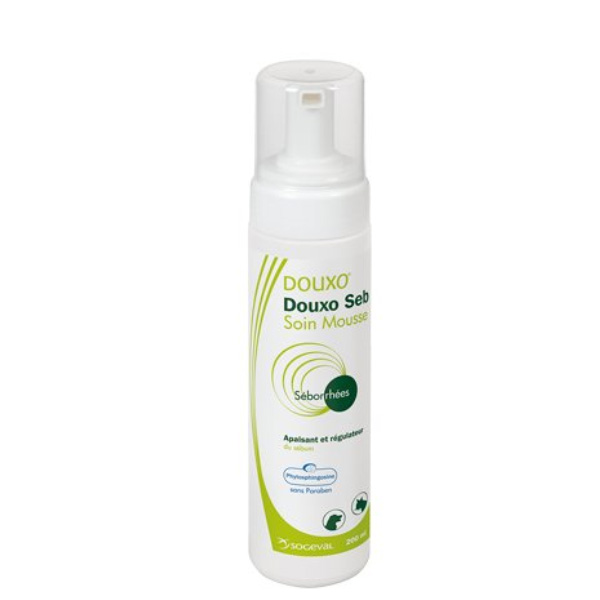 DOUXO®
Douxo Seb
Soin Mousse
Séborrhées
Apaisant et régulateur
du sébum
Phytosphingosine
sans Paraben
SOGEVAL
200 ml